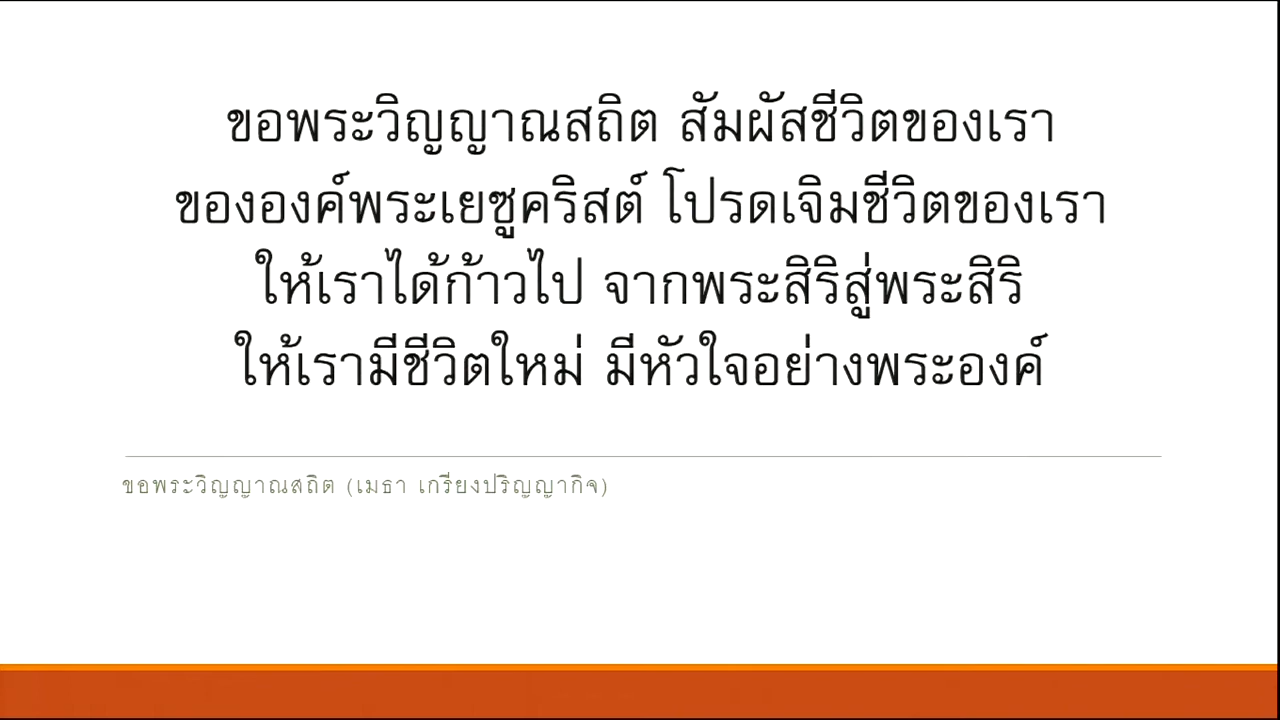 ขอพระวิญญาณสถิต สัมผัสชีวิตของเรา
ขององค์พระเยซูคริสต์ โปรดเจิมชีวิตของเรา
ให้เราได้ก้าวไป จากพระสิริสู่พระสิริ
ให้เรามีชีวิตใหม่ มีหัวใจอย่างพระองค์
ขอพระวิญญาณสถิต (เมธา เกรียงปริญญากิจ)